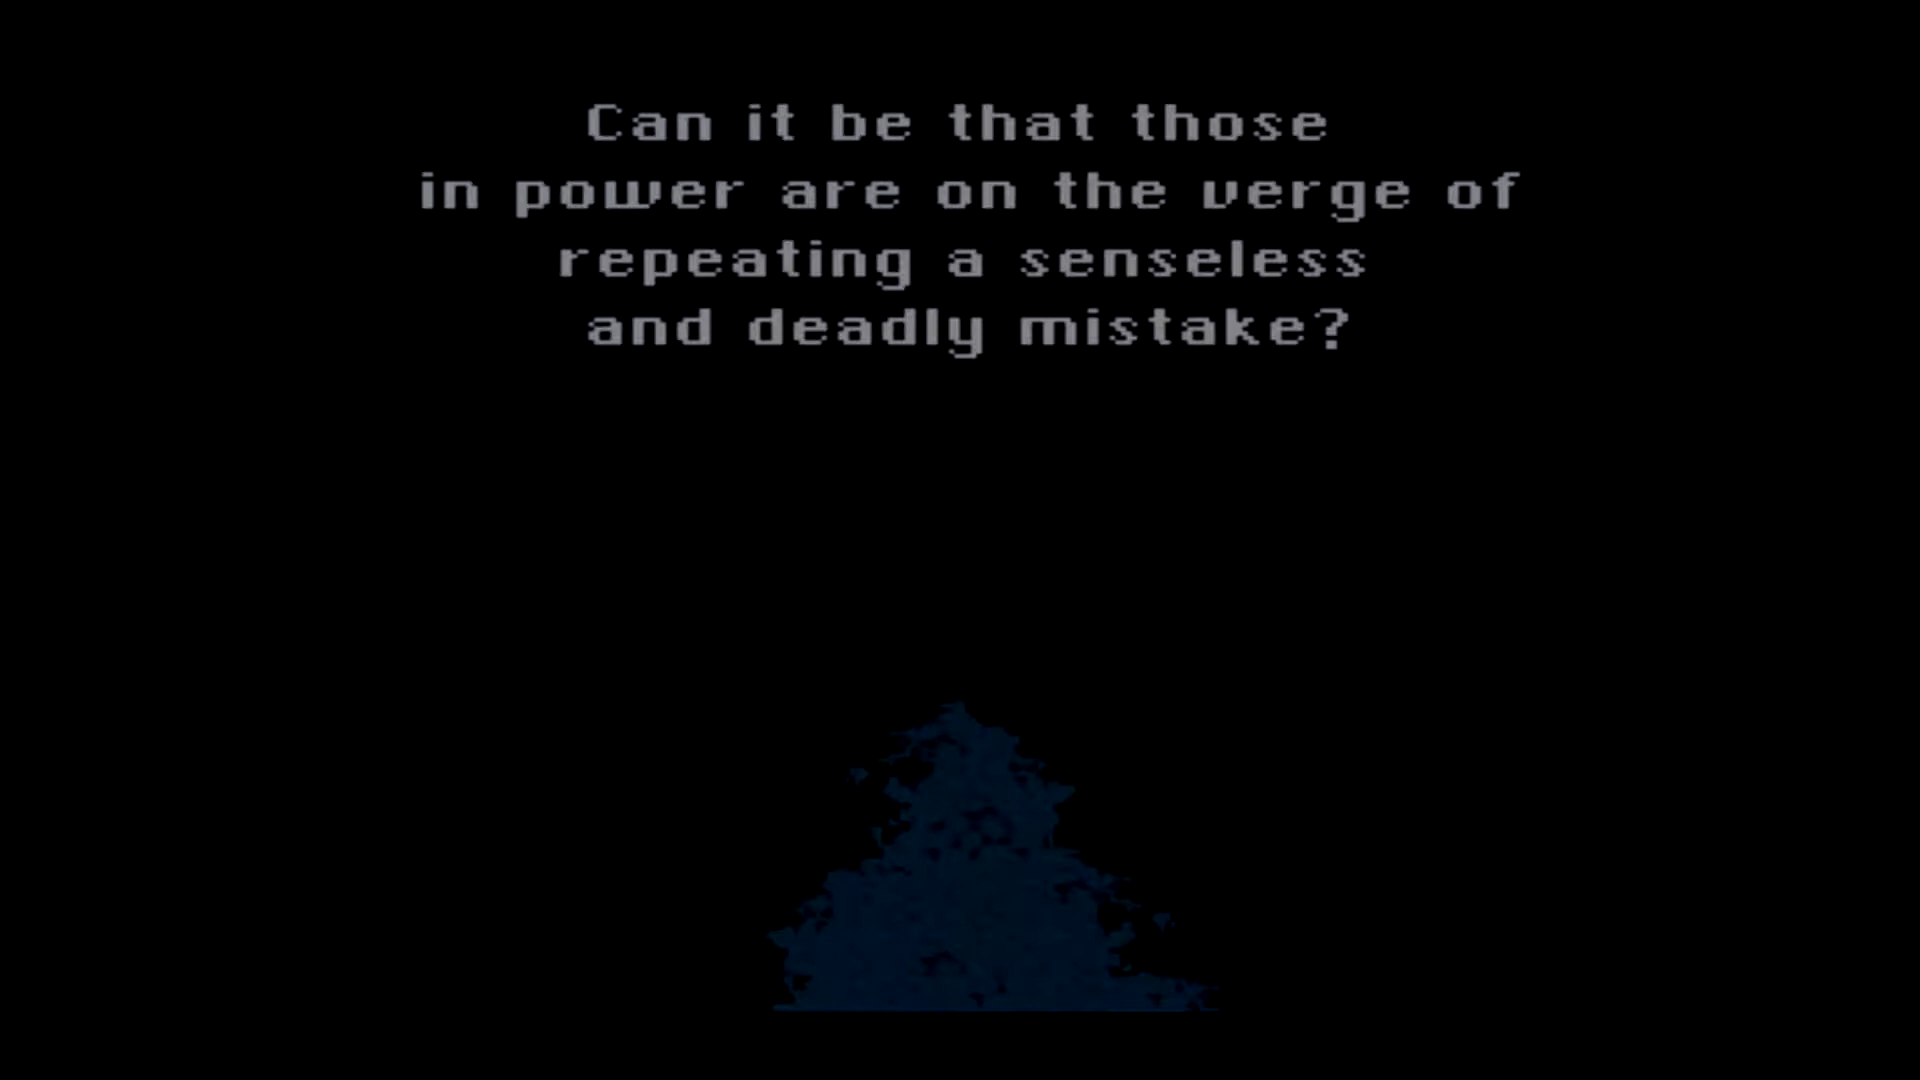 Can it be that those
in power are on the verge of
repeating a senseless
and deadly mistake?